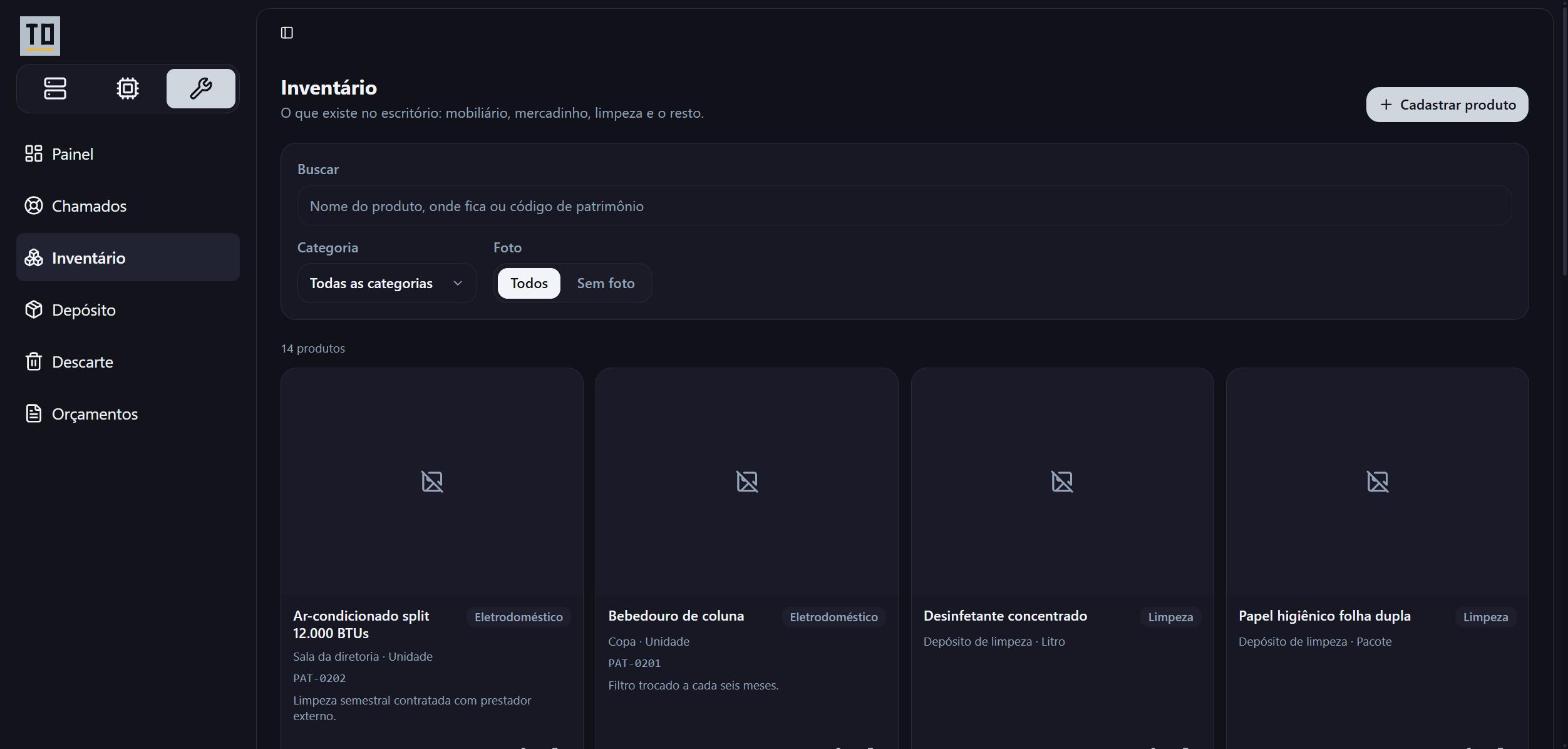 TO
Painel
Chamados
Inventário
Depósito
Descarte
Orçamentos
Inventário
O que existe no escritório: mobiliário, mercadinho, limpeza e o resto.
Cadastrar produto
Buscar
Nome do produto, onde fica ou código de patrimônio
Categoria
Foto
Todas as categorias
Todos
Sem foto
14 produtos
Ar-condicionado split
12.000 BTUs
Eletrodoméstico
Sala da diretoria · Unidade
PAT-0202
Limpeza semestral contratada com prestador
externo.
Bebedouro de coluna
Eletrodoméstico
Copa · Unidade
PAT-0201
Filtro trocado a cada seis meses.
Desinfetante concentrado
Limpeza
Depósito de limpeza · Litro
Papel higiênico folha dupla
Limpeza
Depósito de limpeza · Pacote